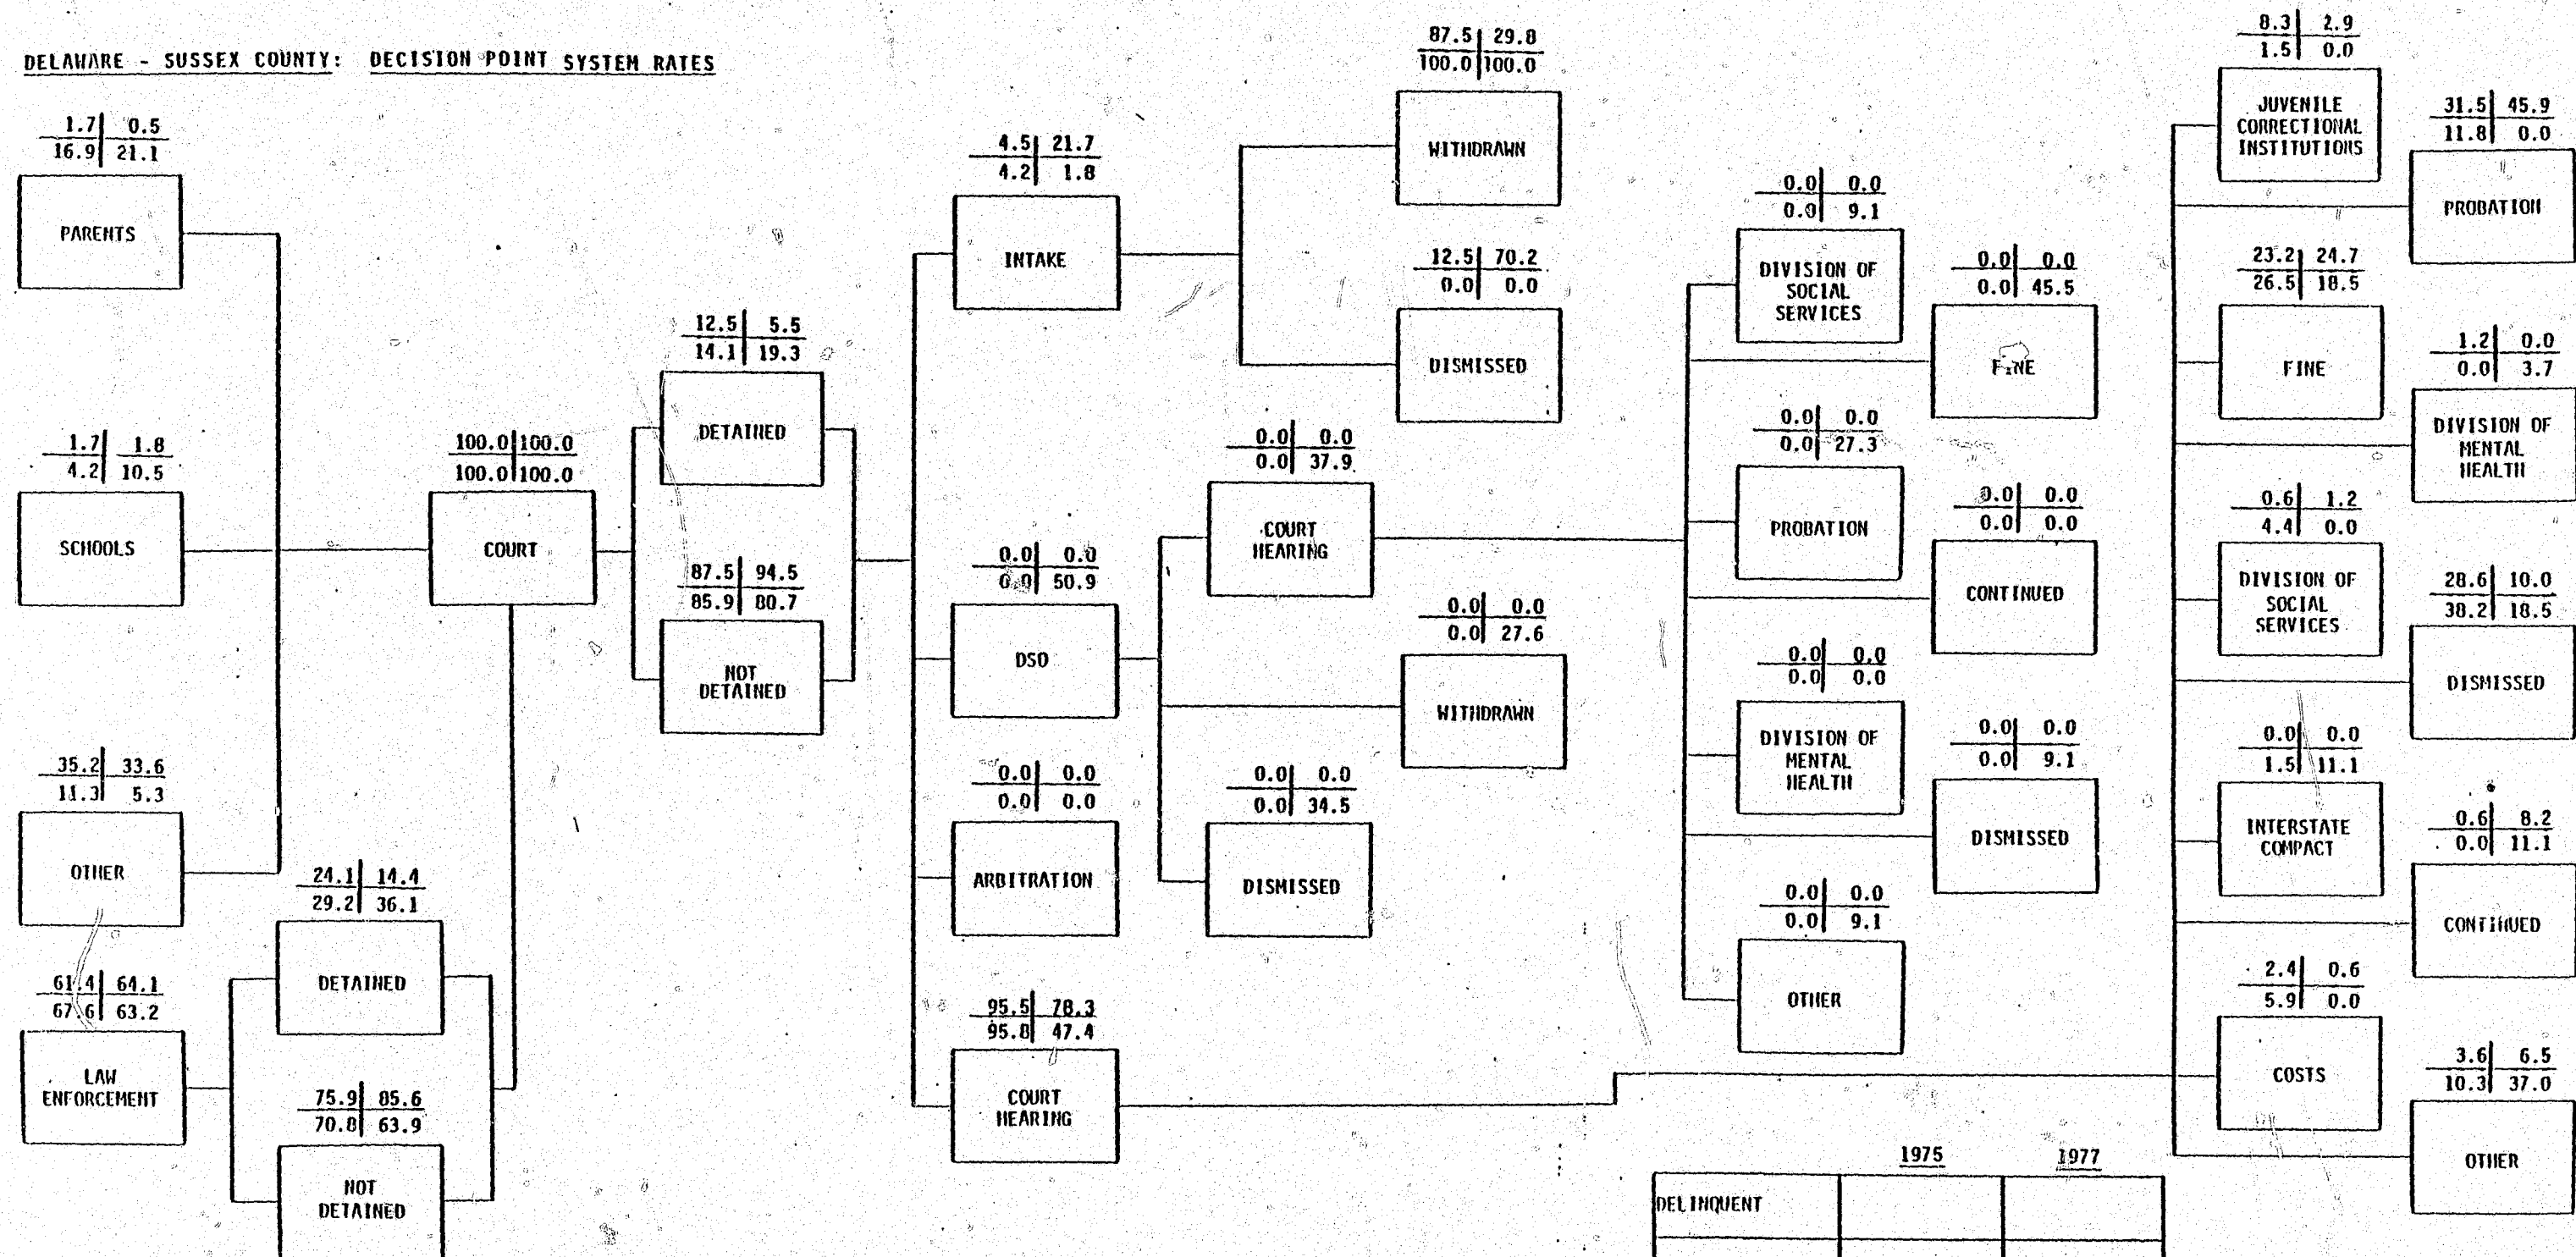 DELAWARE - SUSSEX COUNTY: DECISION POINT SYSTEM RATES
1.7 0.5
16.9 21.1
PARENTS
1.7 1.8
4.2 10.5
SCHOOLS
35.2 33.6
11.3 5.3
OTHER
61.4 64.1
67.6 63.2
LAW
ENFORCEMENT
24.1 14.4
29.2 36.1
DETAINED
75.9 85.6
70.8 63.9
NOT
DETAINED
100.0 100.0
100.0 100.0
COURT
12.5 5.5
14.1 19.3
DETAINED
87.5 94.5
85.9 80.7
NOT
DETAINED
4.5 21.7
4.2 1.8
INTAKE
0.0 0.0
0.0 50.9
DSO
0.0 0.0
0.0 0.0
ARBITRATION
95.5 78.3
95.8 47.4
COURT
HEARING
87.5 29.8
100.0 100.0
WITHDRAWN
12.5 70.2
0.0 0.0
DISMISSED
0.0 0.0
0.0 37.9
COURT
HEARING
0.0 0.0
0.0 27.6
WITHDRAWN
0.0 0.0
0.0 34.5
DISMISSED
0.0 0.0
0.0 9.1
DIVISION OF
SOCIAL
SERVICES
0.0 0.0
0.0 45.5
FINE
0.0 0.0
0.0 27.3
PROBATION
0.0 0.0
0.0 0.0
CONTINUED
0.0 0.0
0.0 0.0
DIVISION OF
MENTAL
HEALTH
0.0 0.0
0.0 9.1
DISMISSED
0.0 0.0
0.0 9.1
OTHER
8.3 2.9
1.5 0.0
JUVENILE
CORRECTIONAL
INSTITUTIONS
31.5 45.9
11.8 0.0
PROBATION
23.2 24.7
26.5 18.5
FINE
1.2 0.0
0.0 3.7
DIVISION OF
MENTAL
HEALTH
0.6 1.2
4.4 0.0
DIVISION OF
SOCIAL
SERVICES
28.6 10.0
38.2 18.5
DISMISSED
0.0 0.0
1.5 11.1
INTERSTATE
COMPACT
0.6 8.2
0.0 11.1
CONTINUED
2.4 0.6
5.9 0.0
COSTS
3.6 6.5
10.3 37.0
OTHER
1975 1977
DELINQUENT